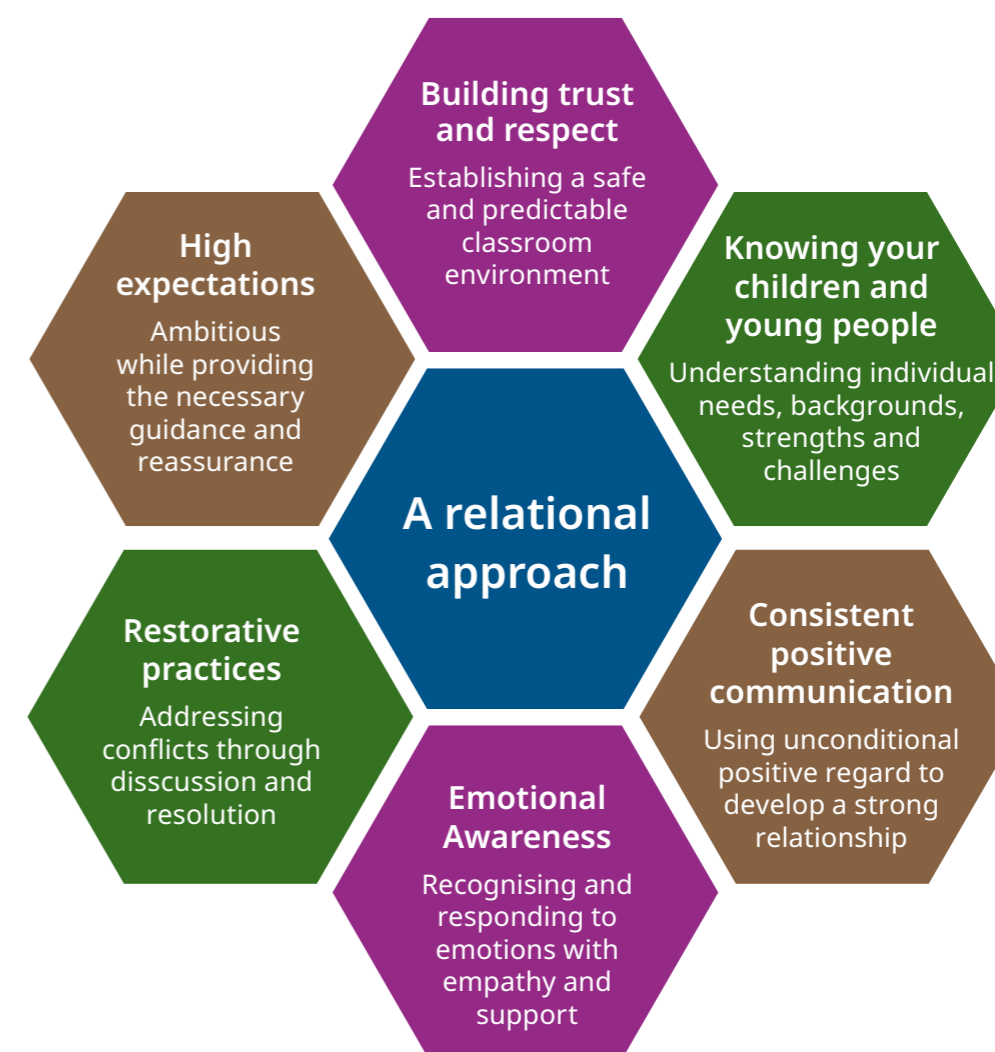 Building trust
and respect
Establishing a safe
and predictable
classroom
environment
High
expectations
Ambitious
while providing
the necessary
guidance and
reassurance
Knowing your
children and
young people
Understanding individual
needs, backgrounds,
strengths and
challenges
A relational
approach
Restorative
practices
Addressing
conflicts through
disscussion and
resolution
Consistent
positive
communication
Using unconditional
positive regard to
develop a strong
relationship
Emotional
Awareness
Recognising and
responding to
emotions with
empathy and
support